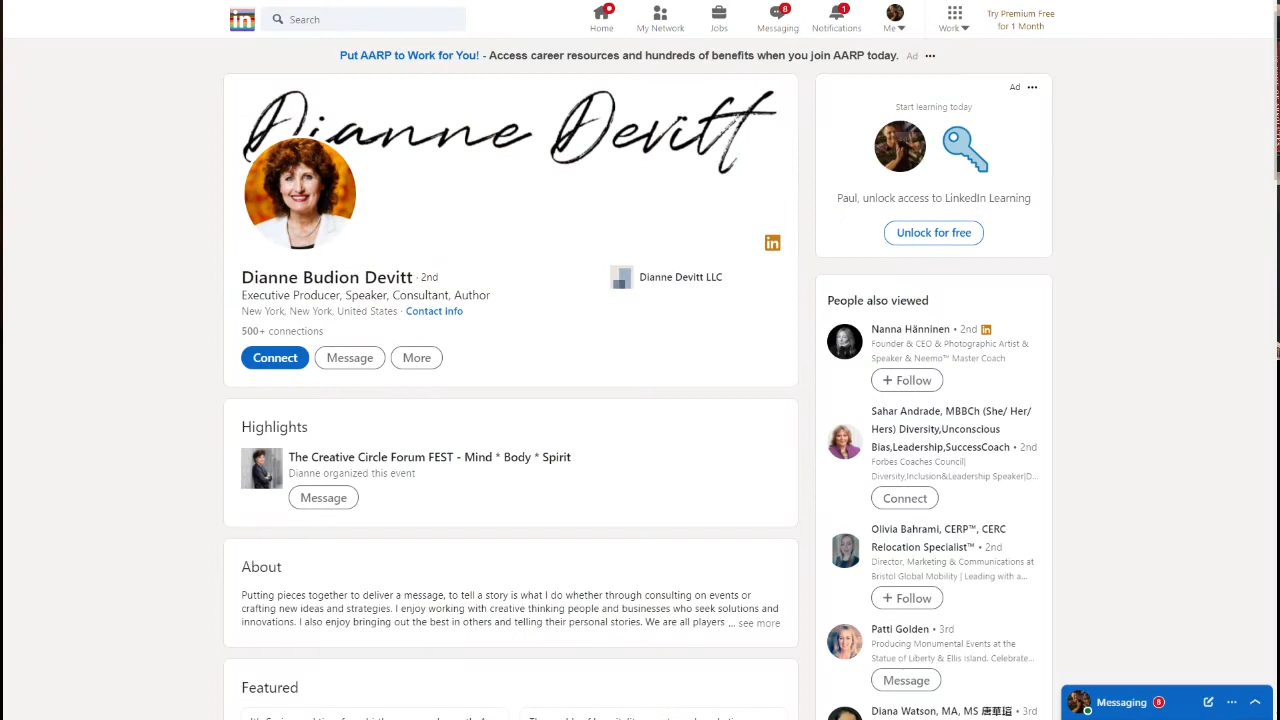 in
Search
Home
My Network
Jobs
8
Messaging
1
Notifications
Me
Work
Try Premium Free
for 1 Month
Put AARP to Work for You! - Access career resources and hundreds of benefits when you join AARP today. Ad
Dianne Devitt
in
Dianne Budion Devitt · 2nd
Executive Producer, Speaker, Consultant, Author
New York, New York, United States · Contact info
500+ connections
Connect
Message
More
Dianne Devitt LLC
Highlights
The Creative Circle Forum FEST - Mind * Body * Spirit
Dianne organized this event
Message
About
Putting pieces together to deliver a message, to tell a story is what I do whether through consulting on events or
crafting new ideas and strategies. I enjoy working with creative thinking people and businesses who seek solutions and
innovations. I also enjoy bringing out the best in others and telling their personal stories. We are all players ... see more
Featured
Ad
Start learning today
Paul, unlock access to LinkedIn Learning
Unlock for free
People also viewed
Nanna Hänninen • 2nd in
Founder & CEO & Photographic Artist &
Speaker & Neemo™ Master Coach
+ Follow
Sahar Andrade, MBBCh (She/ Her/
Hers) Diversity,Unconscious
Bias,Leadership,SuccessCoach • 2nd
Forbes Coaches Council|
Diversity,Inclusion&Leadership Speaker|D...
Connect
Olivia Bahrami, CERP™, CERC
Relocation Specialist™ • 2nd
Director, Marketing & Communications at
Bristol Global Mobility | Leading with a...
+ Follow
Patti Golden • 3rd
Producing Monumental Events at the
Statue of Liberty & Ellis Island. Celebrate...
Message
Diana Watson, MA, MS 唐華瑄 • 3rd
Messaging 8